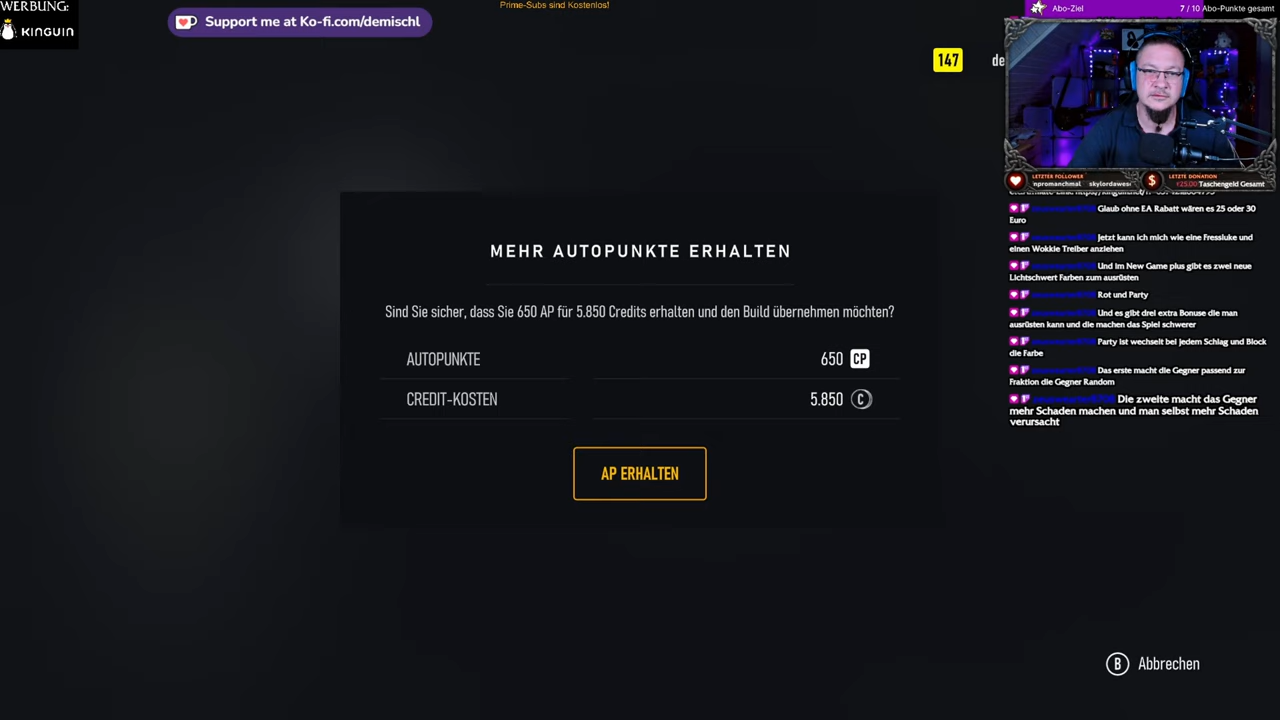 WERBUNG:
KINGUIN
Support me at Ko-fi.com/demischl
Prime-Subs sind Kostenlos!
Abo-Ziel
7 / 10 Abo-Punkte gesamt
147
de
LETZTER FOLLOWER
npromanchmal
LETZTE DONATION
Taschengeld Gesamt
Glaub ohne EA Rabatt wären es 25 oder 30
Euro
Jetzt kann ich mich wie eine Fressluke und
einen Wokkie Treiber anziehen
Und im New Game plus gibt es zwei neue
Lichtschwert Farben zum ausrüsten
Rot und Party
Und es gibt drei extra Bonuse die man
ausrüsten kann und die machen das Spiel schwerer
Party ist wechselt bei jedem Schlag und Block
die Farbe
Das erste macht die Gegner passend zur
Fraktion die Gegner Random
Die zweite macht das Gegner
mehr Schaden machen und man selbst mehr Schaden
verursacht
MEHR AUTOPUNKTE ERHALTEN
Sind Sie sicher, dass Sie 650 AP für 5.850 Credits erhalten und den Build übernehmen möchten?
AUTOPUNKTE
650 CP
CREDIT-KOSTEN
5.850 C
AP ERHALTEN
B Abbrechen